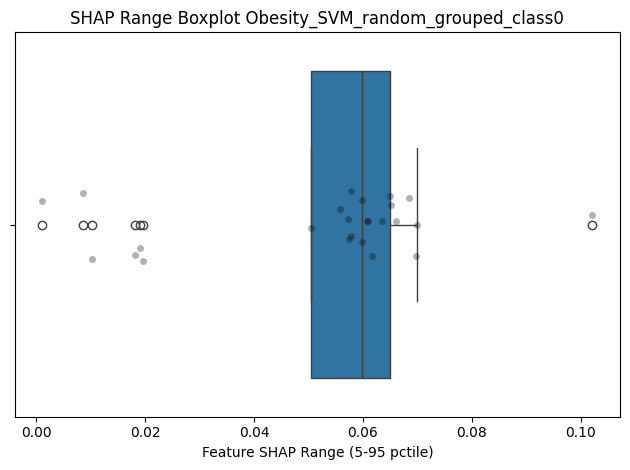 SHAP Range Boxplot Obesity_SVM_random_grouped_class0
0.00 0.02 0.04 0.06 0.08 0.10
Feature SHAP Range (5-95 pctile)